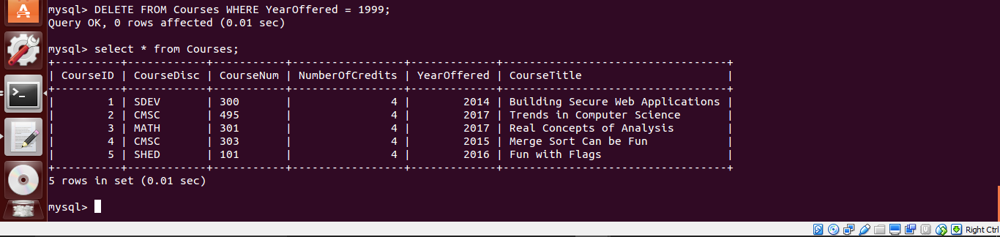 mysql> DELETE FROM Courses WHERE YearOffered = 1999;
Query OK, 0 rows affected (0.01 sec)
mysql> select * from Courses;
+----------+------------+-----------+-----------------+-------------+----------------------------------+
| CourseID | CourseDisc | CourseNum | NumberOfCredits | YearOffered | CourseTitle                      |
+----------+------------+-----------+-----------------+-------------+----------------------------------+
|        1 | SDEV       | 300       |               4 |        2014 | Building Secure Web Applications |
|        2 | CMSC       | 495       |               4 |        2017 | Trends in Computer Science       |
|        3 | MATH       | 301       |               4 |        2017 | Real Concepts of Analysis        |
|        4 | CMSC       | 303       |               4 |        2015 | Merge Sort Can be Fun            |
|        5 | SHED       | 101       |               4 |        2016 | Fun with Flags                   |
+----------+------------+-----------+-----------------+-------------+----------------------------------+
5 rows in set (0.01 sec)
mysql>
Right Ctrl